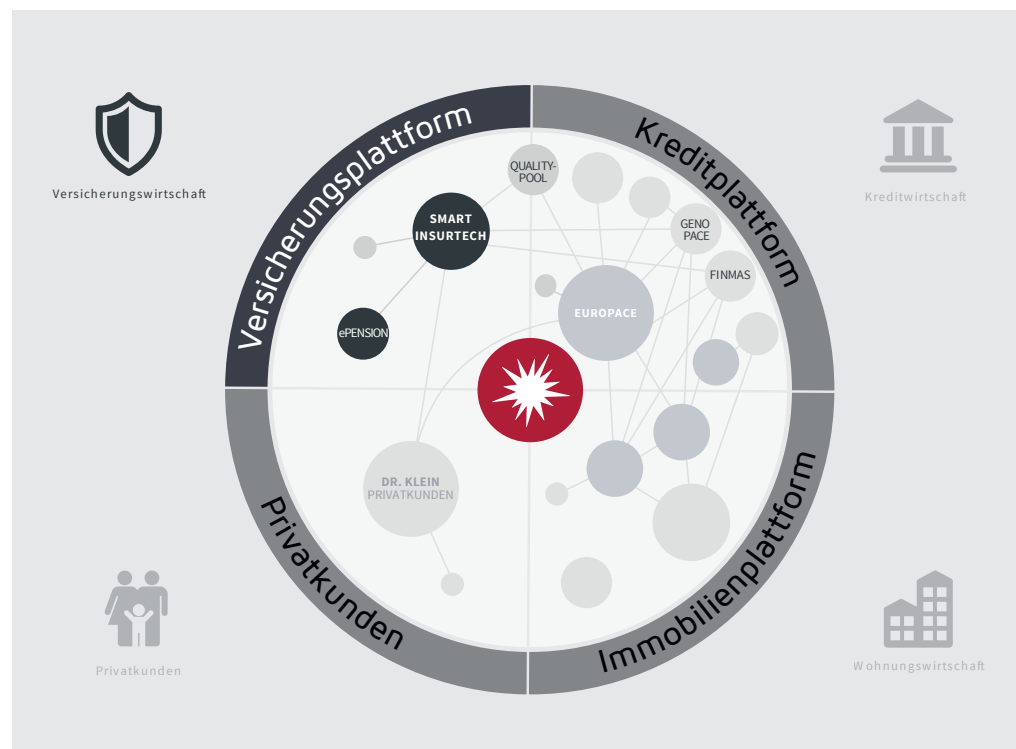 Versicherungsplattform
Kreditplattform
Versicherungswirtschaft
Kreditwirtschaft
QUALITY-
POOL
SMART
INSURTECH
GENO
PACE
FINMAS
EUROPACE
ePENSION
DR. KLEIN
PRIVATKUNDEN
Privatkunden
Immobilienplattform
Privatkunden
Wohnungswirtschaft